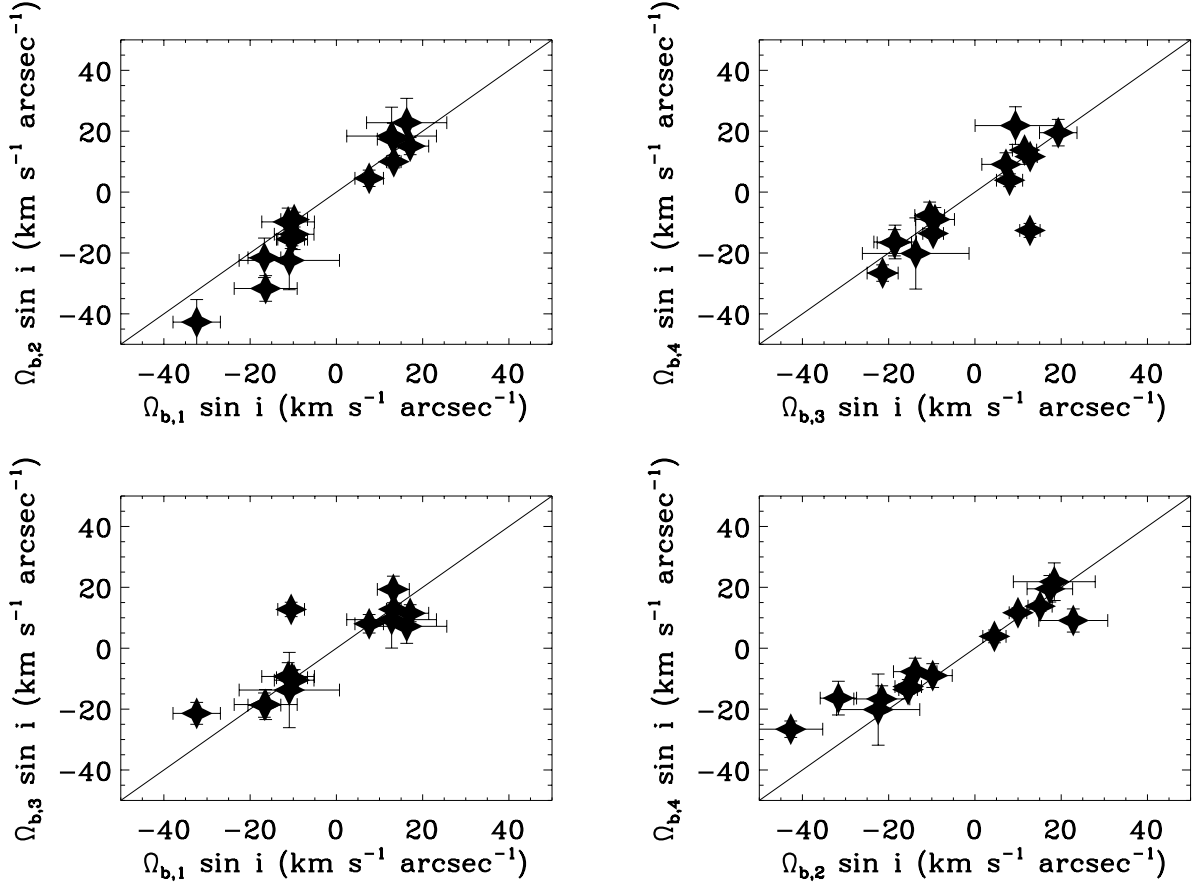 Ω_b,2 sin i (km s⁻¹ arcsec⁻¹)
40
20
0
−20
−40
−40 −20 0 20 40
Ω_b,1 sin i (km s⁻¹ arcsec⁻¹)
Ω_b,4 sin i (km s⁻¹ arcsec⁻¹)
40
20
0
−20
−40
−40 −20 0 20 40
Ω_b,3 sin i (km s⁻¹ arcsec⁻¹)
Ω_b,3 sin i (km s⁻¹ arcsec⁻¹)
40
20
0
−20
−40
−40 −20 0 20 40
Ω_b,1 sin i (km s⁻¹ arcsec⁻¹)
Ω_b,4 sin i (km s⁻¹ arcsec⁻¹)
40
20
0
−20
−40
−40 −20 0 20 40
Ω_b,2 sin i (km s⁻¹ arcsec⁻¹)